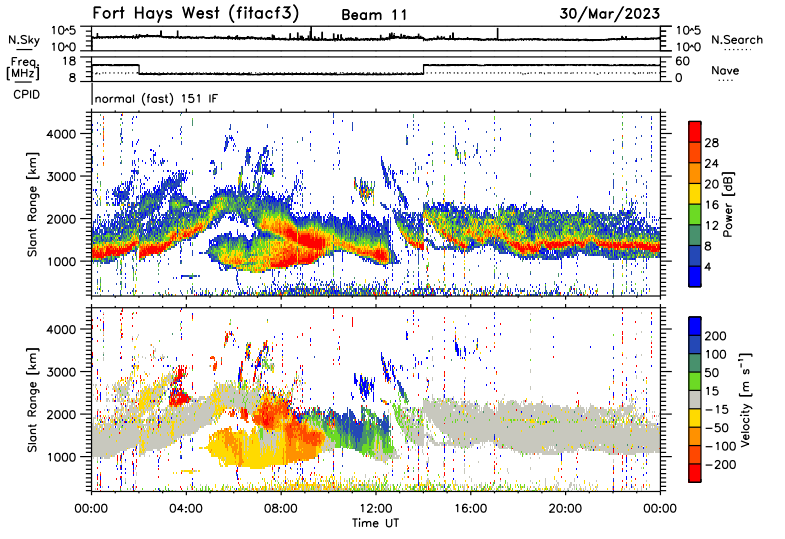 Fort Hays West (fitacf3) Beam 11 30/Mar/2023
N.Sky 10^5 10^0 10^5 10^0 N.Search
Freq. [MHz] 18 8 60 0 Nave
CPID normal (fast) 151 IF
Slant Range [km] 4000 3000 2000 1000
Power [dB] 28 24 20 16 12 8 4
Slant Range [km] 4000 3000 2000 1000
Velocity [m s⁻¹] 200 100 50 15 −15 −50 −100 −200
00:00 04:00 08:00 12:00 16:00 20:00 00:00
Time UT